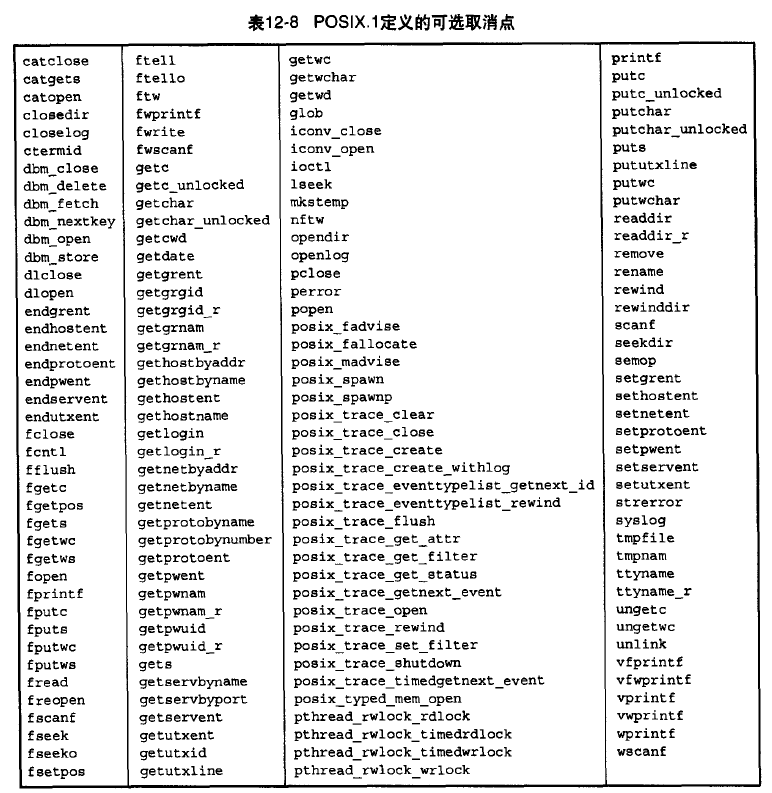 表12-8 POSIX.1定义的可选取消点
catclose
catgets
catopen
closedir
closelog
ctermid
dbm_close
dbm_delete
dbm_fetch
dbm_nextkey
dbm_open
dbm_store
dlclose
dlopen
endgrent
endhostent
endnetent
endprotoent
endpwent
endservent
endutxent
fclose
fcntl
fflush
fgetc
fgetpos
fgets
fgetwc
fgetws
fopen
fprintf
fputc
fputs
fputwc
fputws
fread
freopen
fscanf
fseek
fseeko
fsetpos
ftell
ftello
ftw
fwprintf
fwrite
fwscanf
getc
getc_unlocked
getchar
getchar_unlocked
getcwd
getdate
getgrent
getgrgid
getgrgid_r
getgrnam
getgrnam_r
gethostbyaddr
gethostbyname
gethostent
gethostname
getlogin
getlogin_r
getnetbyaddr
getnetbyname
getnetent
getprotobyname
getprotobynumber
getprotoent
getpwent
getpwnam
getpwnam_r
getpwuid
getpwuid_r
gets
getservbyname
getservbyport
getservent
getutxent
getutxid
getutxline
getwc
getwchar
getwd
glob
iconv_close
iconv_open
ioctl
lseek
mkstemp
nftw
opendir
openlog
pclose
perror
popen
posix_fadvise
posix_fallocate
posix_madvise
posix_spawn
posix_spawnp
posix_trace_clear
posix_trace_close
posix_trace_create
posix_trace_create_withlog
posix_trace_eventtypelist_getnext_id
posix_trace_eventtypelist_rewind
posix_trace_flush
posix_trace_get_attr
posix_trace_get_filter
posix_trace_get_status
posix_trace_getnext_event
posix_trace_open
posix_trace_rewind
posix_trace_set_filter
posix_trace_shutdown
posix_trace_timedgetnext_event
posix_typed_mem_open
pthread_rwlock_rdlock
pthread_rwlock_timedrdlock
pthread_rwlock_timedwrlock
pthread_rwlock_wrlock
printf
putc
putc_unlocked
putchar
putchar_unlocked
puts
pututxline
putwc
putwchar
readdir
readdir_r
remove
rename
rewind
rewinddir
scanf
seekdir
semop
setgrent
sethostent
setnetent
setprotoent
setpwent
setservent
setutxent
strerror
syslog
tmpfile
tmpnam
ttyname
ttyname_r
ungetc
ungetwc
unlink
vfprintf
vfwprintf
vprintf
vwprintf
wprintf
wscanf